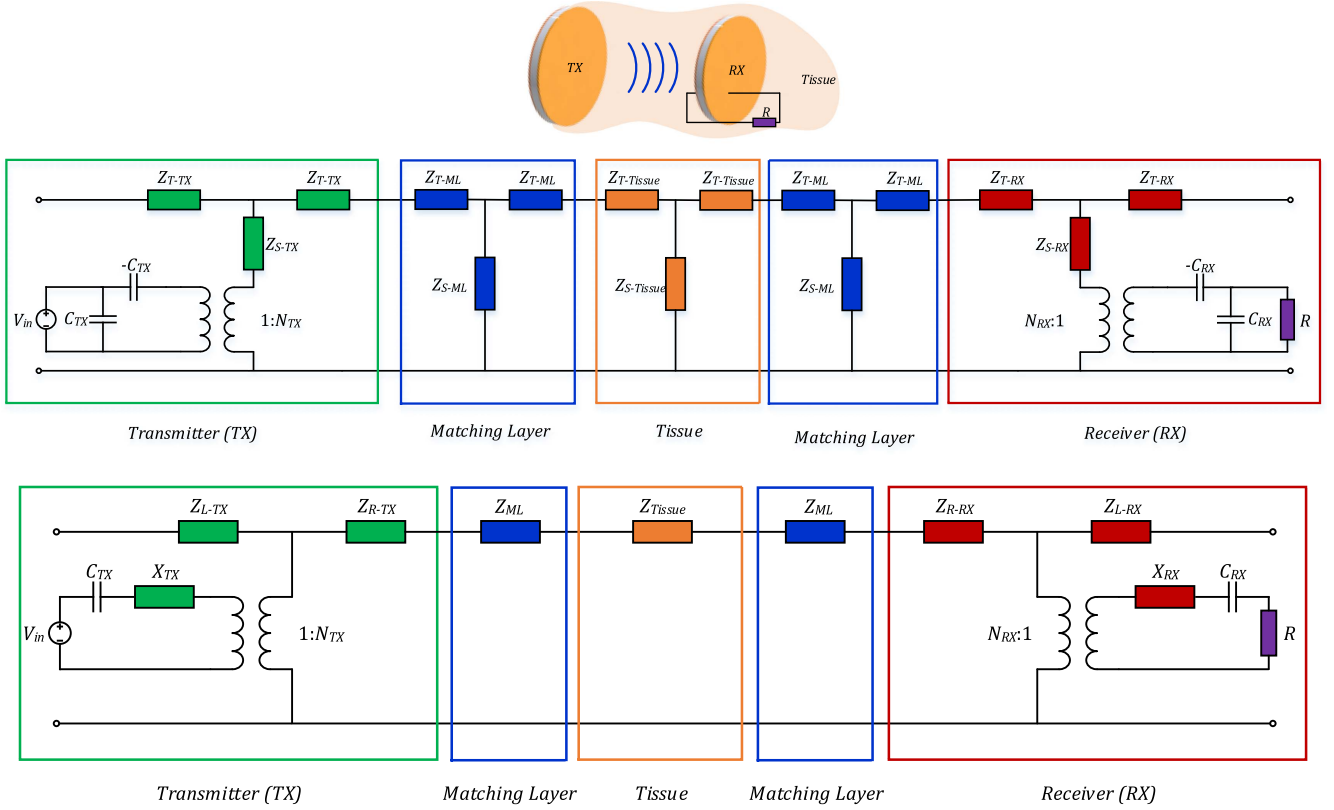 TX
RX
Tissue
R
Z_T-TX Z_T-TX Z_T-ML Z_T-ML Z_T-Tissue Z_T-Tissue Z_T-ML Z_T-ML Z_T-RX Z_T-RX
Z_S-TX Z_S-ML Z_S-Tissue Z_S-ML Z_S-RX
-C_TX -C_RX
V_in + - C_TX 1:N_TX N_RX:1 C_RX R
Transmitter (TX) Matching Layer Tissue Matching Layer Receiver (RX)
Z_L-TX Z_R-TX Z_ML Z_Tissue Z_ML Z_R-RX Z_L-RX
C_TX X_TX X_RX C_RX
V_in + - 1:N_TX N_RX:1 R
Transmitter (TX) Matching Layer Tissue Matching Layer Receiver (RX)